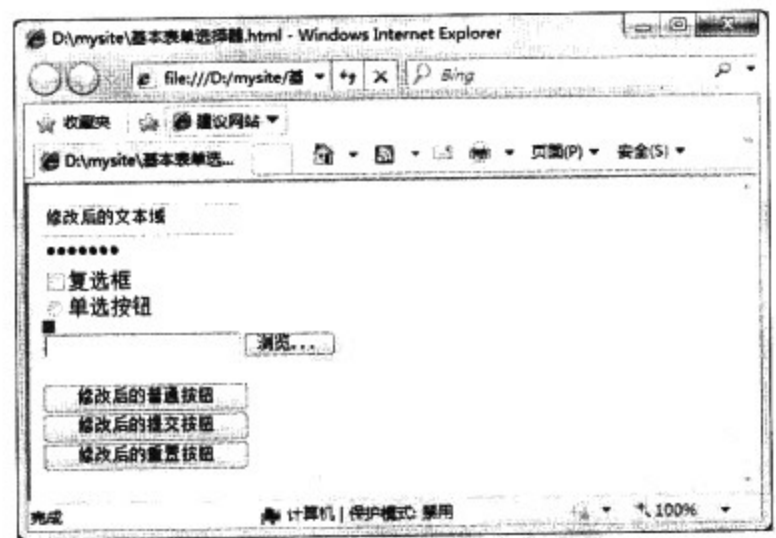 D:\mysite\基本表单选择器.html - Windows Internet Explorer
file:///D:/mysite/基
Bing
收藏夹 建议网站
D:\mysite\基本表单选... 页面(P) 安全(S)
修改后的文本域
•••••••
复选框
单选按钮
浏览...
修改后的普通按钮
修改后的提交按钮
修改后的重置按钮
完成 计算机 | 保护模式: 禁用 100%